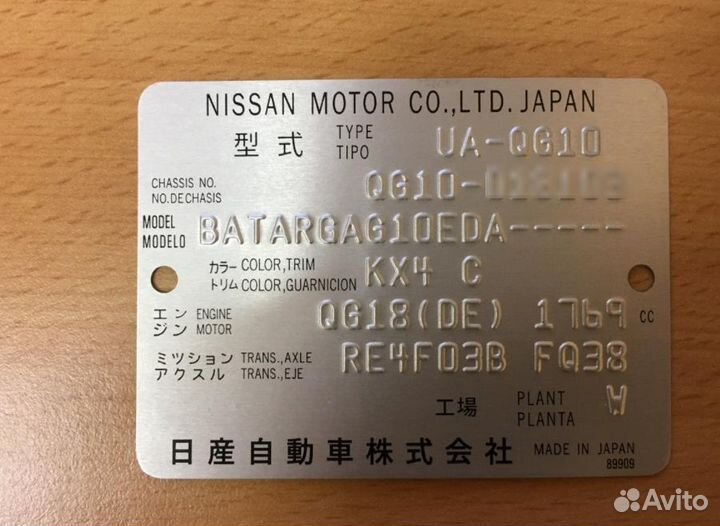 NISSAN MOTOR CO.,LTD. JAPAN
型式 TYPE TIPO UA-QG10
CHASSIS NO. NO.DECHASIS QG10-
MODEL MODELO BATARGAG10EDA-----
カラー COLOR,TRIM トリム COLOR,GUARNICION KX4 C
エンジン ENGINE MOTOR QG18(DE) 1769 CC
ミツション TRANS.,AXLE アクスル TRANS.,EJE RE4F03B FQ38
工場 PLANT PLANTA W
日産自動車株式会社 MADE IN JAPAN
89909
Avito